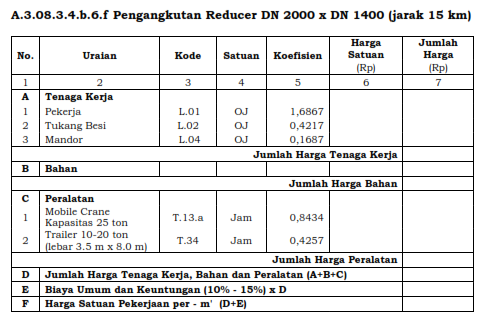 A.3.08.3.4.b.6.f Pengangkutan Reducer DN 2000 x DN 1400 (jarak 15 km)
No. Uraian Kode Satuan Koefisien Harga Satuan (Rp) Jumlah Harga (Rp)
1 2 3 4 5 6 7
A Tenaga Kerja
1 Pekerja L.01 OJ 1,6867
2 Tukang Besi L.02 OJ 0,4217
3 Mandor L.04 OJ 0,1687
Jumlah Harga Tenaga Kerja
B Bahan
Jumlah Harga Bahan
C Peralatan
1 Mobile Crane Kapasitas 25 ton T.13.a Jam 0,8434
2 Trailer 10-20 ton (lebar 3.5 m x 8.0 m) T.34 Jam 0,4257
Jumlah Harga Peralatan
D Jumlah Harga Tenaga Kerja, Bahan dan Peralatan (A+B+C)
E Biaya Umum dan Keuntungan (10% - 15%) x D
F Harga Satuan Pekerjaan per - m' (D+E)